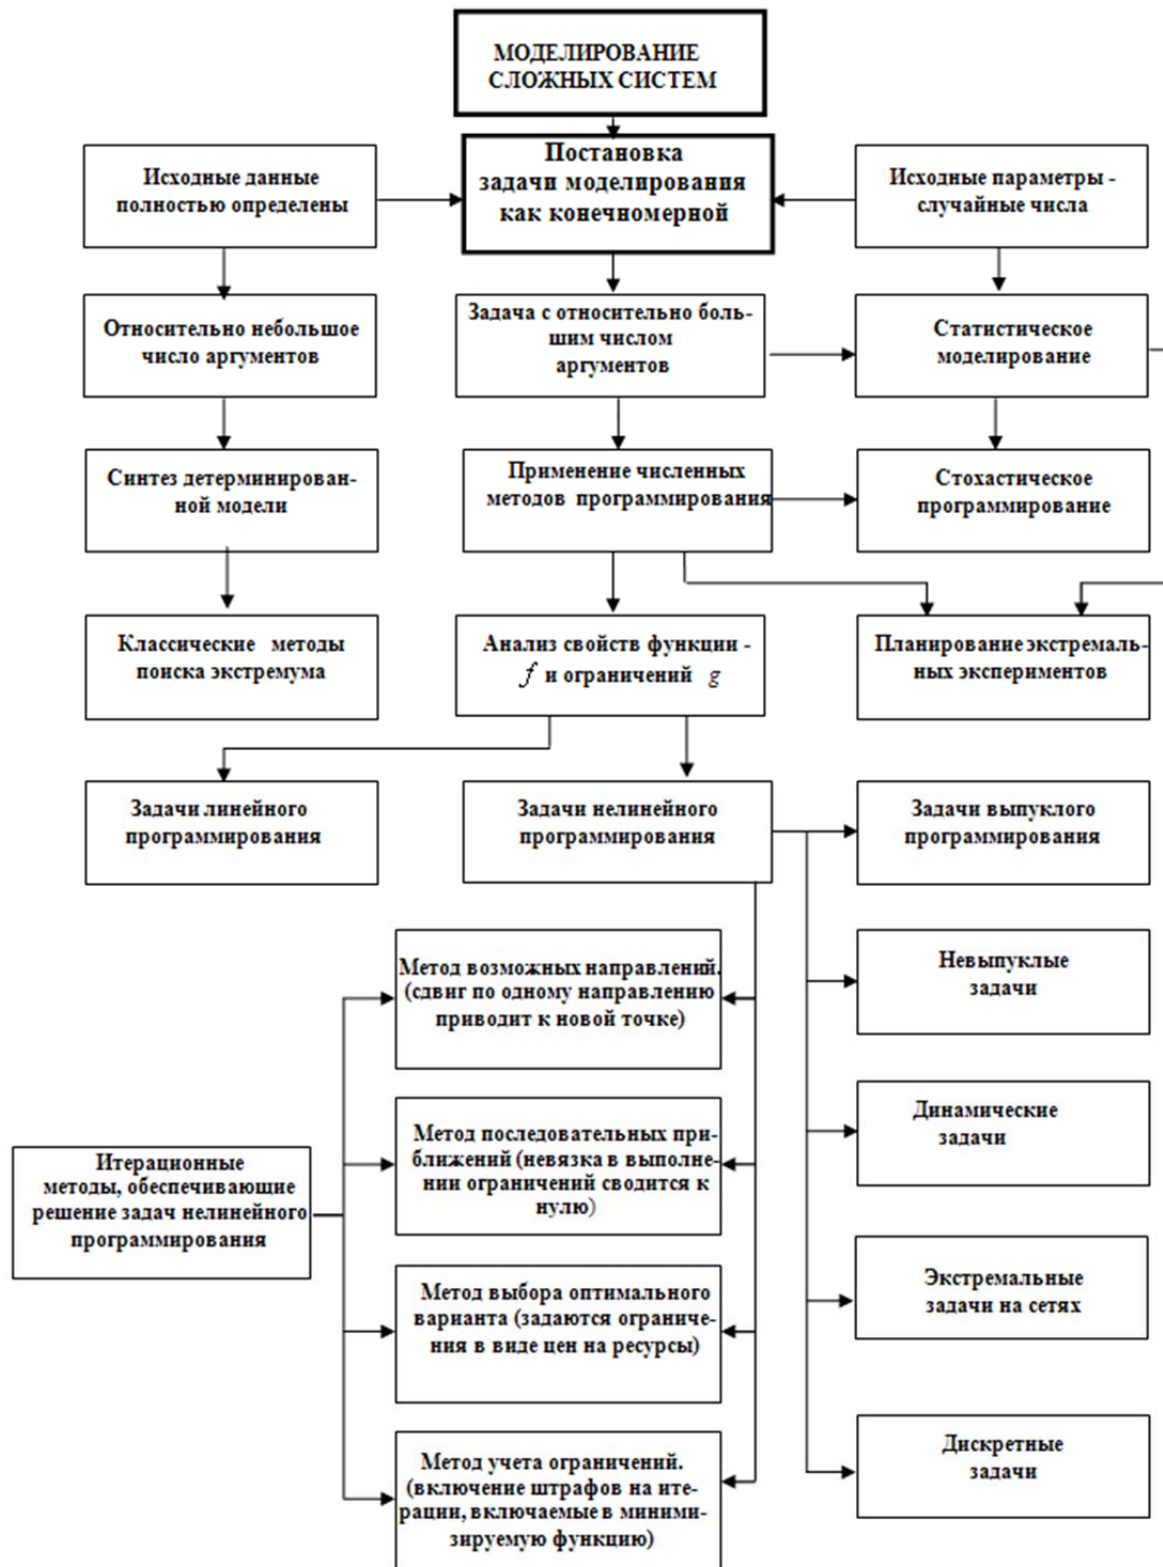 МОДЕЛИРОВАНИЕ
СЛОЖНЫХ СИСТЕМ
Исходные данные
полностью определены
Постановка
задачи моделирования
как конечномерной
Исходные параметры -
случайные числа
Относительно небольшое
число аргументов
Задача с относительно боль-
шим числом
аргументов
Статистическое
моделирование
Синтез детерминирован-
ной модели
Применение численных
методов программирования
Стохастическое
программирование
Классические методы
поиска экстремума
Анализ свойств функции -
f и ограничений g
Планирование экстремаль-
ных экспериментов
Задачи линейного
программирования
Задачи нелинейного
программирования
Задачи выпуклого
программирования
Метод возможных направлений.
(сдвиг по одному направлению
приводит к новой точке)
Невыпуклые
задачи
Итерационные
методы, обеспечивающие
решение задач нелинейного
программирования
Метод последовательных при-
ближений (невязка в выполне-
нии ограничений сводится к
нулю)
Динамические
задачи
Метод выбора оптимального
варианта (задаются ограниче-
ния в виде цен на ресурсы)
Экстремальные
задачи на сетях
Метод учета ограничений.
(включение штрафов на ите-
рации, включаемые в миними-
зируемую функцию)
Дискретные
задачи